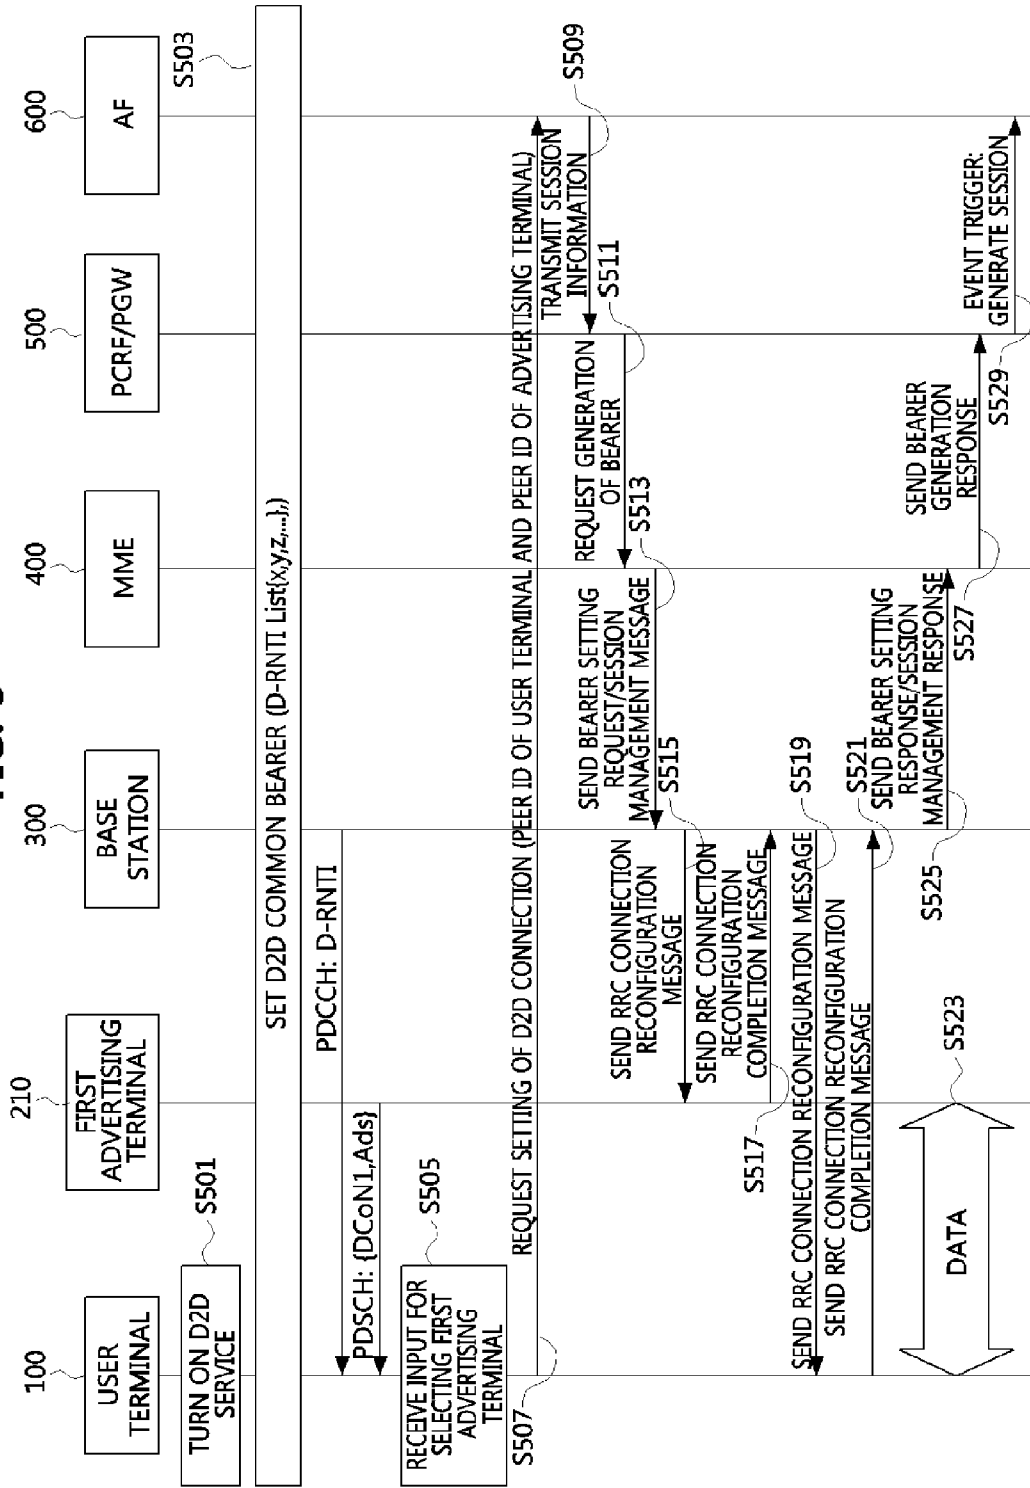 100
210
300
400
500
600
USER
TERMINAL
FIRST
ADVERTISING
TERMINAL
BASE
STATION
MME
PCRF/PGW
AF
TURN ON D2D
SERVICE
S501
S503
SET D2D COMMON BEARER (D-RNTI List{x,y,z,...},)
PDCCH: D-RNTI
PDSCH: {DCoN1,Ads}
RECEIVE INPUT FOR
SELECTING FIRST
ADVERTISING
TERMINAL
S505
REQUEST SETTING OF D2D CONNECTION (PEER ID OF USER TERMINAL AND PEER ID OF ADVERTISING TERMINAL)
S507
TRANSMIT SESSION
INFORMATION
S509
REQUEST GENERATION
OF BEARER
S511
SEND BEARER SETTING
REQUEST/SESSION
MANAGEMENT MESSAGE
S513
SEND RRC CONNECTION
RECONFIGURATION
MESSAGE
S515
SEND RRC CONNECTION
RECONFIGURATION
COMPLETION MESSAGE
S517
SEND RRC CONNECTION RECONFIGURATION MESSAGE
S519
SEND RRC CONNECTION RECONFIGURATION
COMPLETION MESSAGE
S521
DATA
S523
SEND BEARER SETTING
RESPONSE/SESSION
MANAGEMENT RESPONSE
S525
SEND BEARER
GENERATION
RESPONSE
S527
EVENT TRIGGER:
GENERATE SESSION
S529